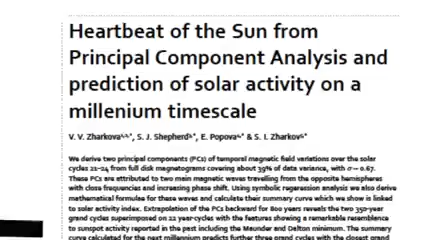 Heartbeat of the Sun from
Principal Component Analysis and
prediction of solar activity on a
millenium timescale
V. V. Zharkova, S. J. Shepherd, E. Popova & S. I. Zharkov
We derive two principal components (PCs) of temporal magnetic field variations over the solar
cycles 21–24 from full disk magnetograms covering about 39% of data variance, with σ = 0.67.
These PCs are attributed to two main magnetic waves travelling from the opposite hemispheres
with close frequencies and increasing phase shift. Using symbolic regeression analysis we also derive
mathematical formulae for these waves and calculate their summary curve which we show is linked
to solar activity index. Extrapolation of the PCs backward for 800 years reveals the two 350-year
grand cycles superimposed on 22 year-cycles with the features showing a remarkable resemblance
to sunspot activity reported in the past including the Maunder and Dalton minimum. The summary
curve calculated for the next millennium predicts further three grand cycles with the closest grand